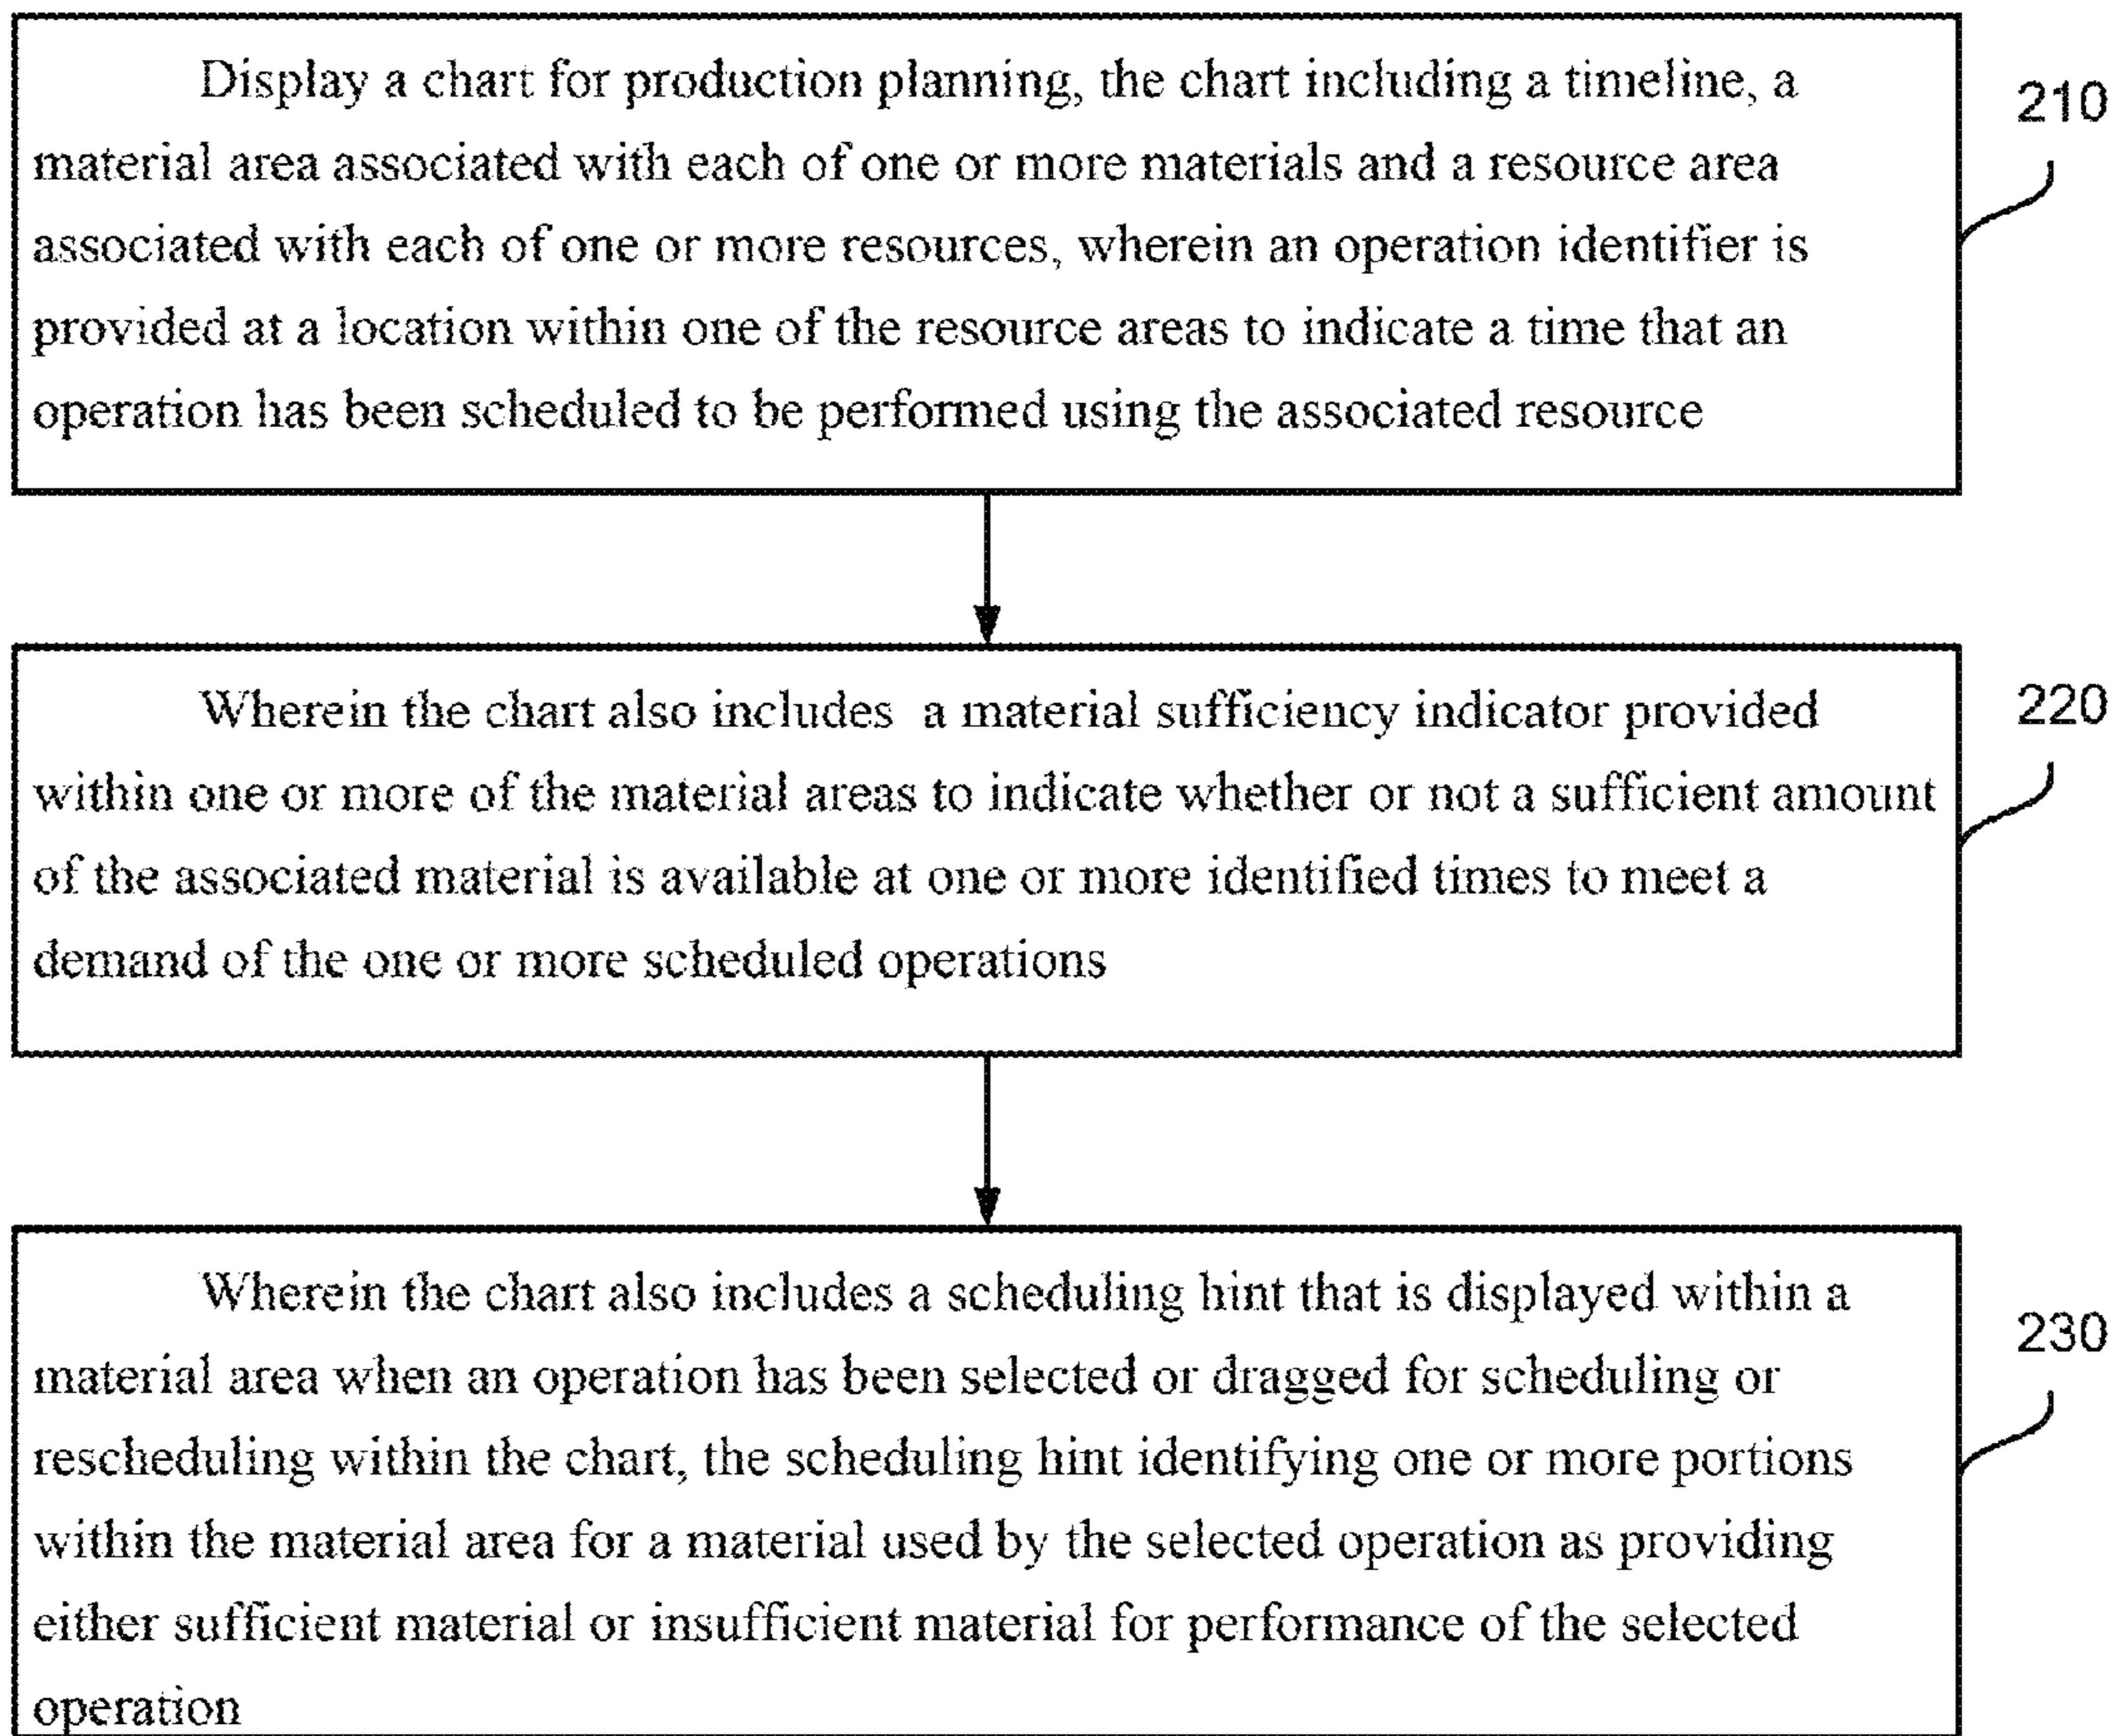 Display a chart for production planning, the chart including a timeline, a
material area associated with each of one or more materials and a resource area
associated with each of one or more resources, wherein an operation identifier is
provided at a location within one of the resource areas to indicate a time that an
operation has been scheduled to be performed using the associated resource
210
Wherein the chart also includes a material sufficiency indicator provided
within one or more of the material areas to indicate whether or not a sufficient amount
of the associated material is available at one or more identified times to meet a
demand of the one or more scheduled operations
220
Wherein the chart also includes a scheduling hint that is displayed within a
material area when an operation has been selected or dragged for scheduling or
rescheduling within the chart, the scheduling hint identifying one or more portions
within the material area for a material used by the selected operation as providing
either sufficient material or insufficient material for performance of the selected
operation
230